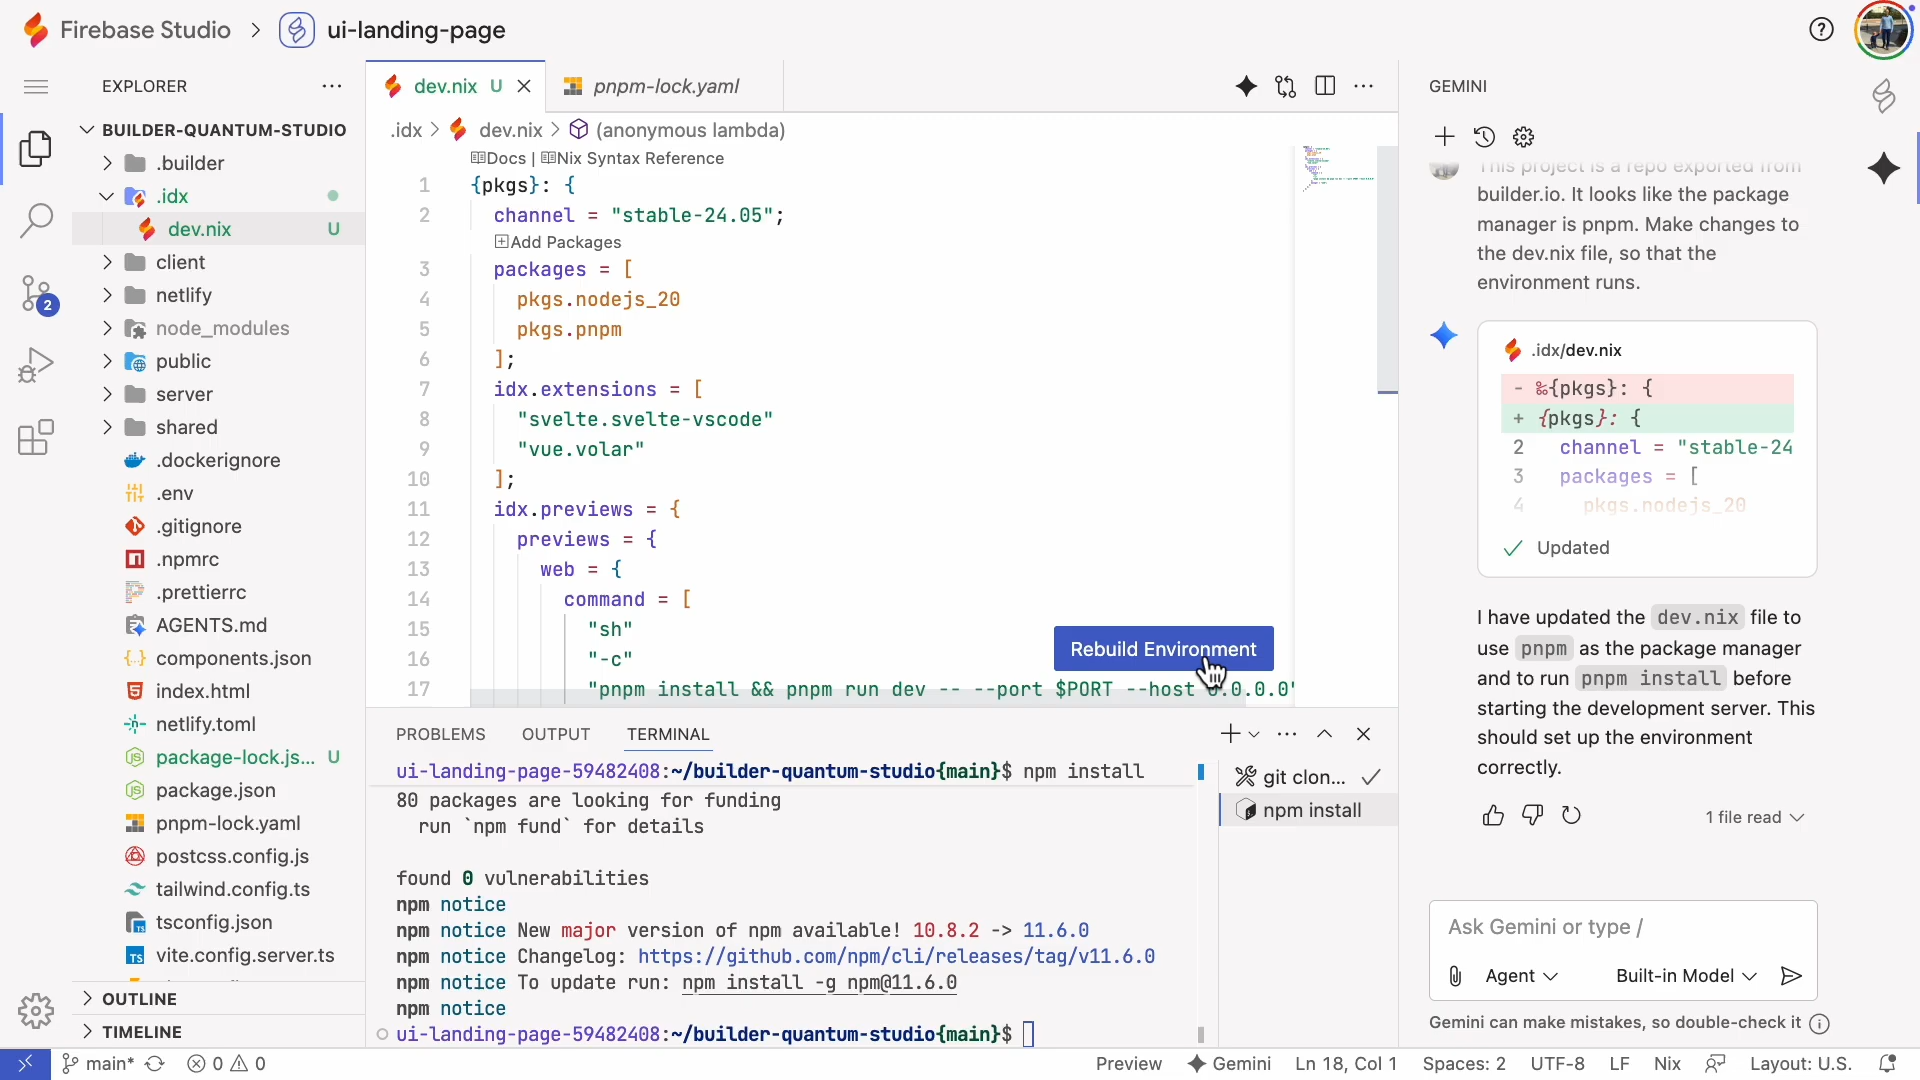 Firebase Studio > ui-landing-page
EXPLORER
BUILDER-QUANTUM-STUDIO
.builder
.idx
dev.nix U
client
netlify
node_modules
public
server
shared
.dockerignore
.env
.gitignore
.npmrc
.prettierrc
AGENTS.md
components.json
index.html
netlify.toml
package-lock.js... U
package.json
pnpm-lock.yaml
postcss.config.js
tailwind.config.ts
tsconfig.json
vite.config.server.ts
OUTLINE
TIMELINE
2
dev.nix U
pnpm-lock.yaml
.idx > dev.nix > (anonymous lambda)
Docs | Nix Syntax Reference
1 {pkgs}: {
2 channel = "stable-24.05";
Add Packages
3 packages = [
4 pkgs.nodejs_20
5 pkgs.pnpm
6 ];
7 idx.extensions = [
8 "svelte.svelte-vscode"
9 "vue.volar"
10 ];
11 idx.previews = {
12 previews = {
13 web = {
14 command = [
15 "sh"
16 "-c"
17 "pnpm install && pnpm run dev -- --port $PORT --host 0.0.0.0"
Rebuild Environment
PROBLEMS OUTPUT TERMINAL
ui-landing-page-59482408:~/builder-quantum-studio{main}$ npm install
80 packages are looking for funding
run `npm fund` for details
found 0 vulnerabilities
npm notice
npm notice New major version of npm available! 10.8.2 -> 11.6.0
npm notice Changelog: https://github.com/npm/cli/releases/tag/v11.6.0
npm notice To update run: npm install -g npm@11.6.0
npm notice
ui-landing-page-59482408:~/builder-quantum-studio{main}$
git clon...
npm install
GEMINI
This project is a repo exported from
builder.io. It looks like the package
manager is pnpm. Make changes to
the dev.nix file, so that the
environment runs.
.idx/dev.nix
- ‰{pkgs}: {
+ {pkgs}: {
2 channel = "stable-24
3 packages = [
4 pkgs.nodejs_20
Updated
I have updated the dev.nix file to
use pnpm as the package manager
and to run pnpm install before
starting the development server. This
should set up the environment
correctly.
1 file read
Ask Gemini or type /
Agent Built-in Model
Gemini can make mistakes, so double-check it
main* 0 0
Preview Gemini Ln 18, Col 1 Spaces: 2 UTF-8 LF Nix Layout: U.S.